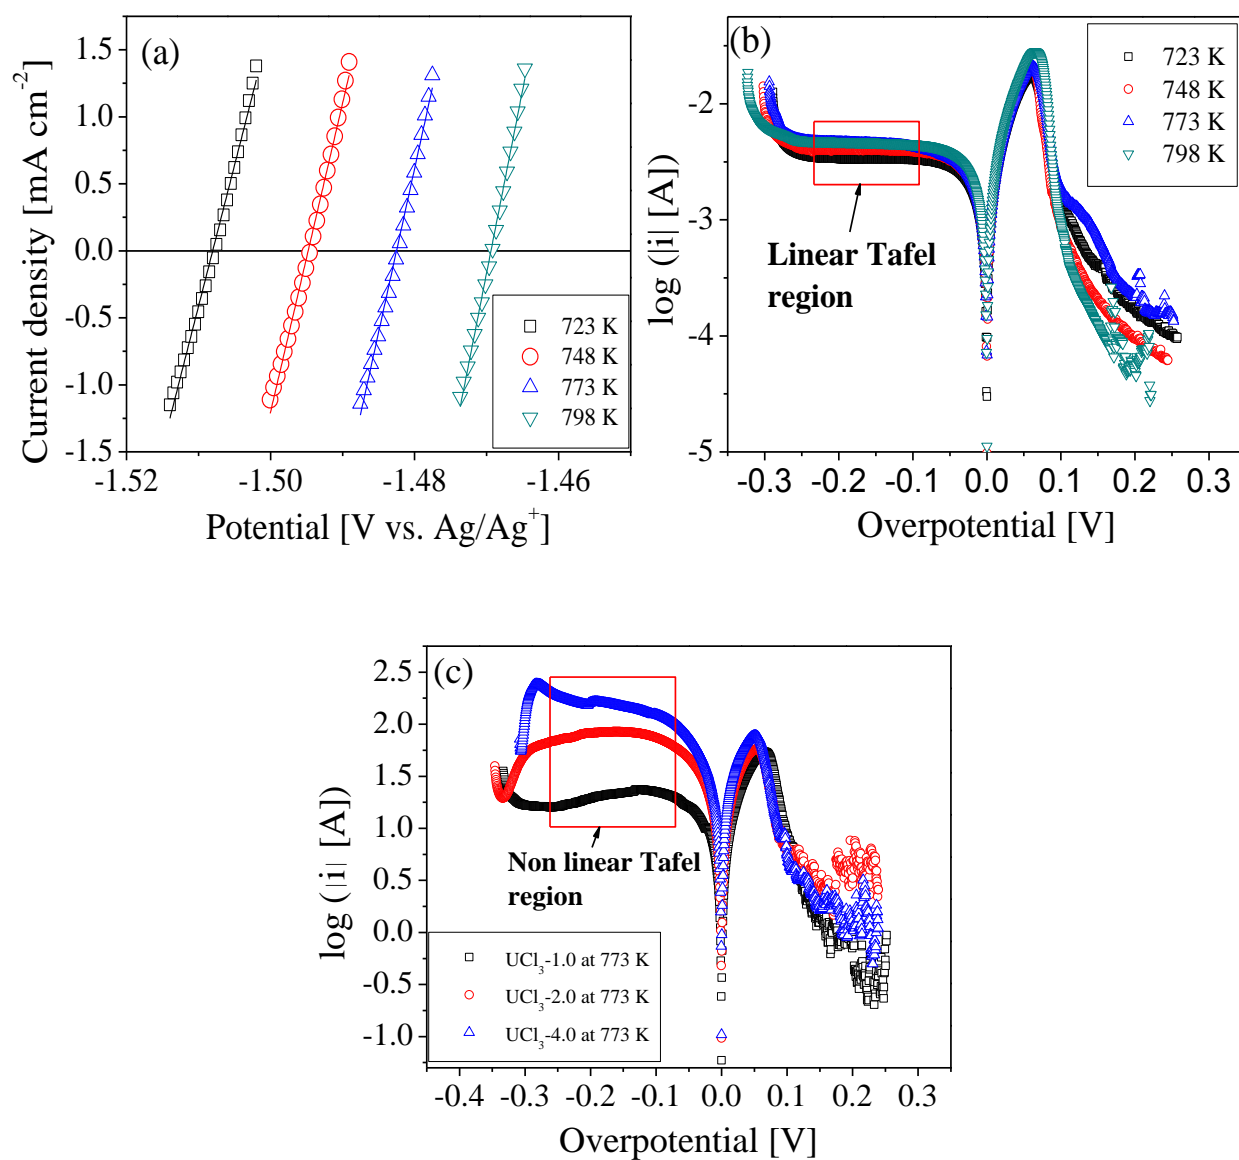 (a)
Current density [mA cm⁻²]
1.5
1.0
0.5
0.0
-0.5
-1.0
-1.5
-1.52
-1.50
-1.48
-1.46
Potential [V vs. Ag/Ag⁺]
723 K
748 K
773 K
798 K
(b)
log (|i| [A])
-2
-3
-4
-5
-0.3
-0.2
-0.1
0.0
0.1
0.2
0.3
Overpotential [V]
723 K
748 K
773 K
798 K
Linear Tafel
region
(c)
log (|i| [A])
2.5
2.0
1.5
1.0
0.5
0.0
-0.5
-1.0
-0.4
-0.3
-0.2
-0.1
0.0
0.1
0.2
0.3
Overpotential [V]
Non linear Tafel
region
UCl₃-1.0 at 773 K
UCl₃-2.0 at 773 K
UCl₃-4.0 at 773 K